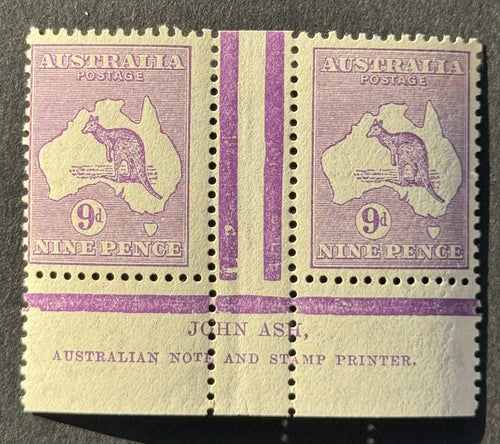 AUSTRALIA
POSTAGE
9d
NINE PENCE
AUSTRALIA
POSTAGE
9d
NINE PENCE
JOHN ASH,
AUSTRALIAN NOTE AND STAMP PRINTER.